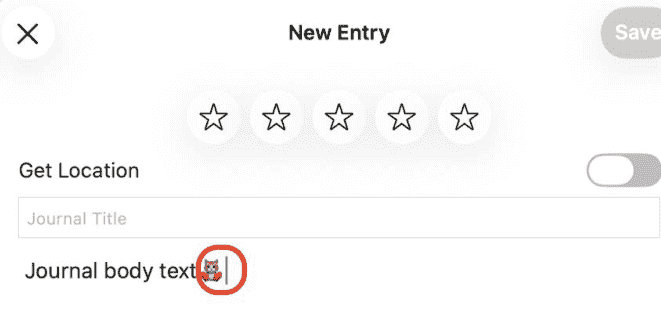 New Entry
Save
Get Location
Journal Title
Journal body text